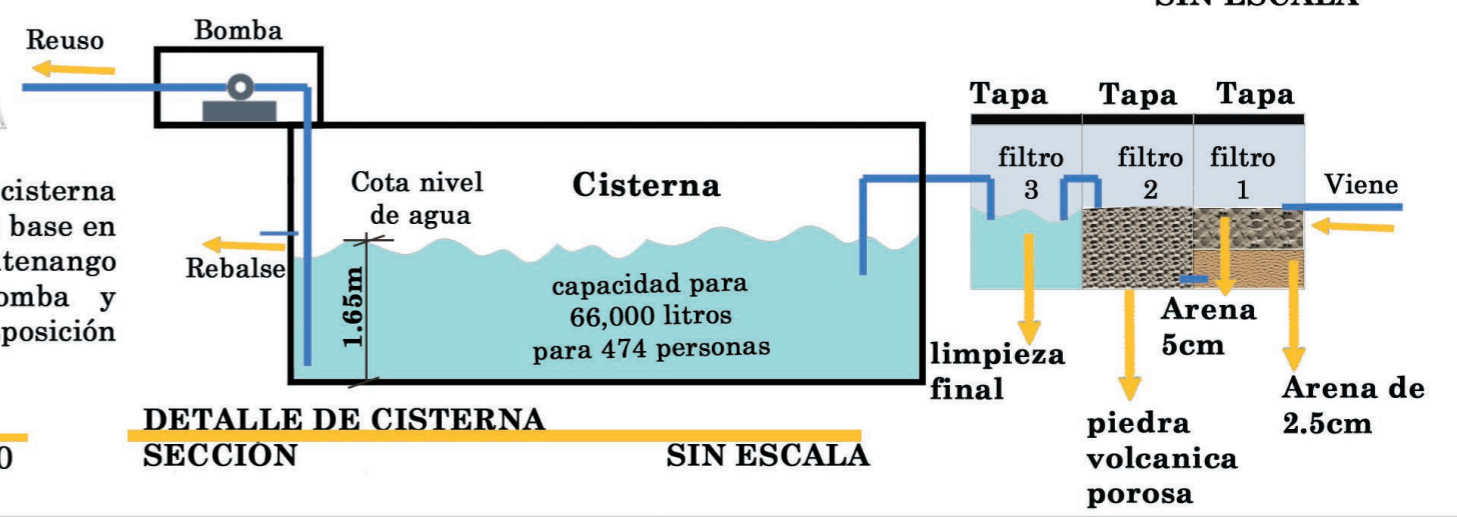 SIN ESCALA
Reuso
Bomba
cisterna
base en
tenango
omba y
posición
Cota nivel
de agua
Cisterna
Rebalse
1.65m
capacidad para
66,000 litros
para 474 personas
Tapa
Tapa
Tapa
filtro
3
filtro
2
filtro
1
Viene
limpieza
final
piedra
volcanica
porosa
Arena
5cm
Arena de
2.5cm
DETALLE DE CISTERNA
SECCIÓN
SIN ESCALA
0